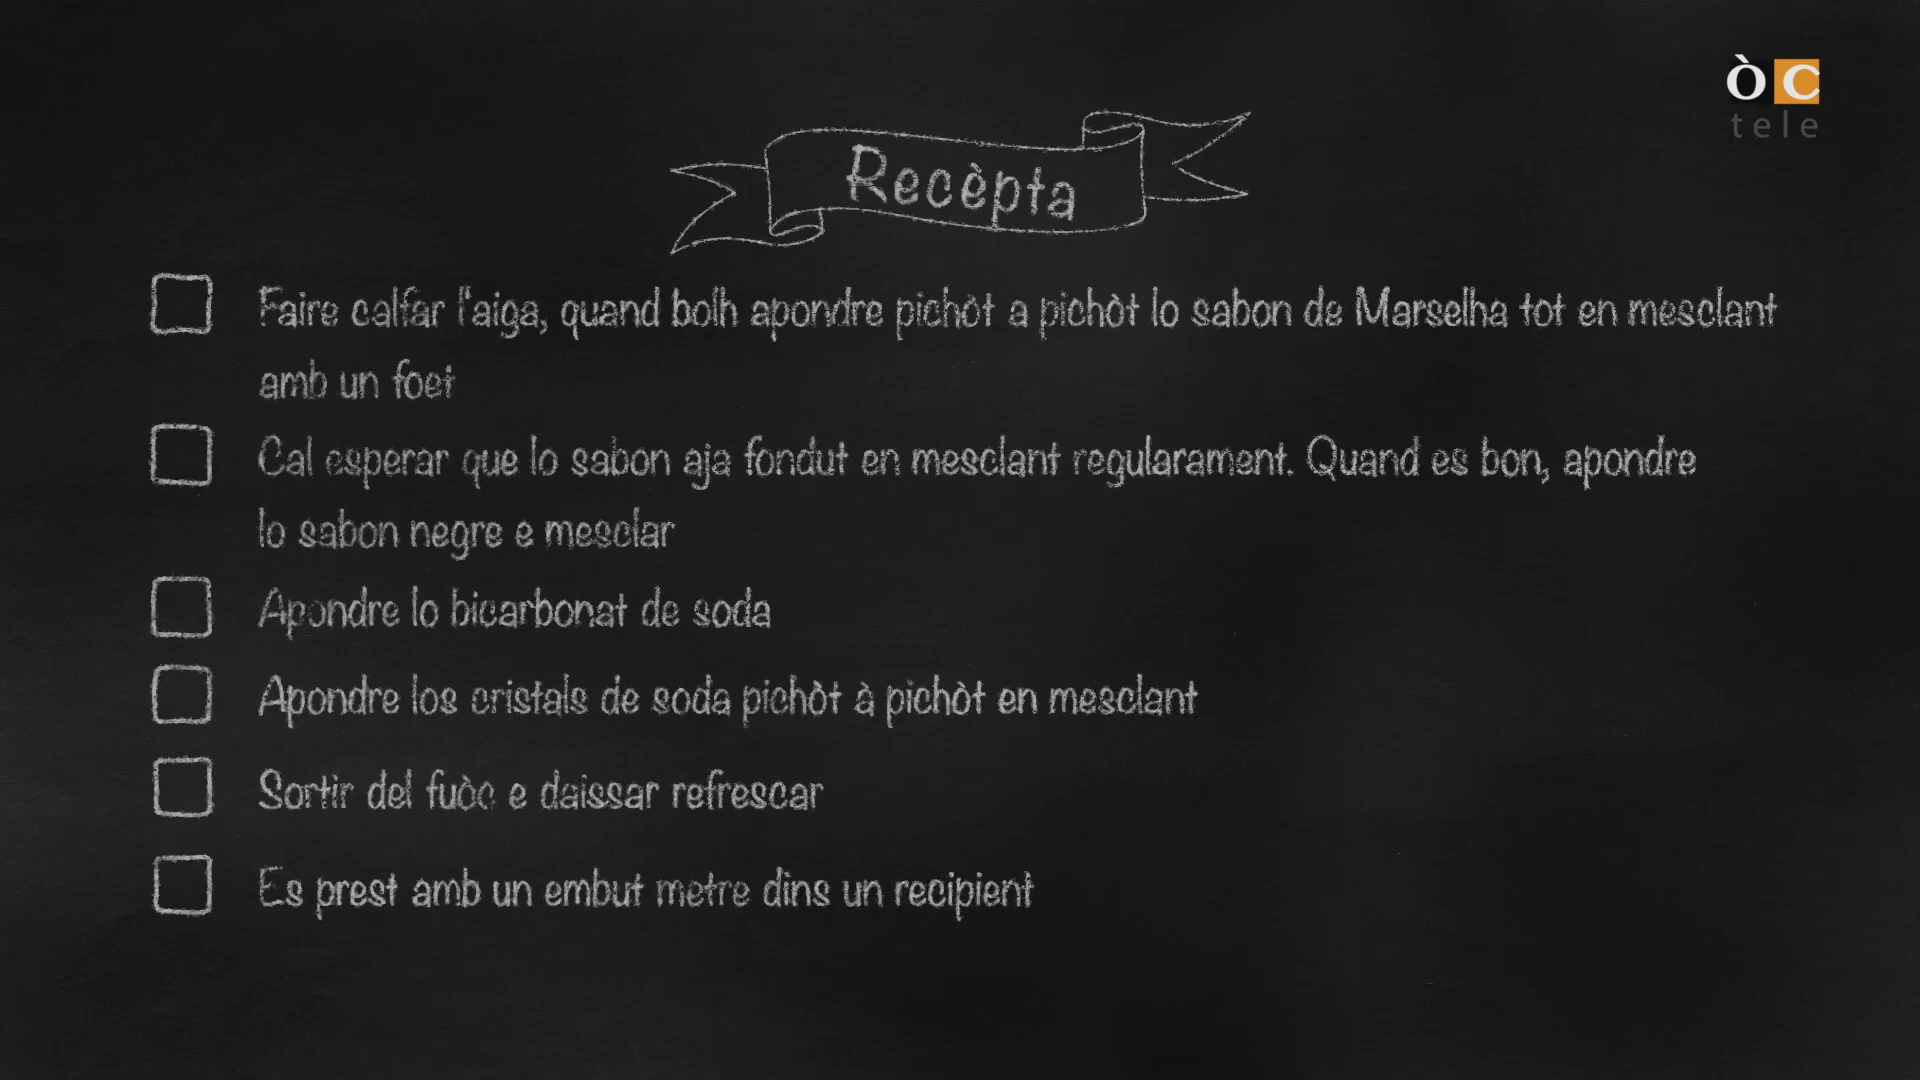 Òc
tele
Recèpta
Faire calfar l'aiga, quand bolh apondre pichòt a pichòt lo sabon de Marselha tot en mesclant
amb un foet
Cal esperar que lo sabon aja fondut en mesclant regularament. Quand es bon, apondre
lo sabon negre e mesclar
Apondre lo bicarbonat de soda
Apondre los cristals de soda pichòt à pichòt en mesclant
Sortir del fuòc e daissar refrescar
Es prest amb un embut metre dins un recipient